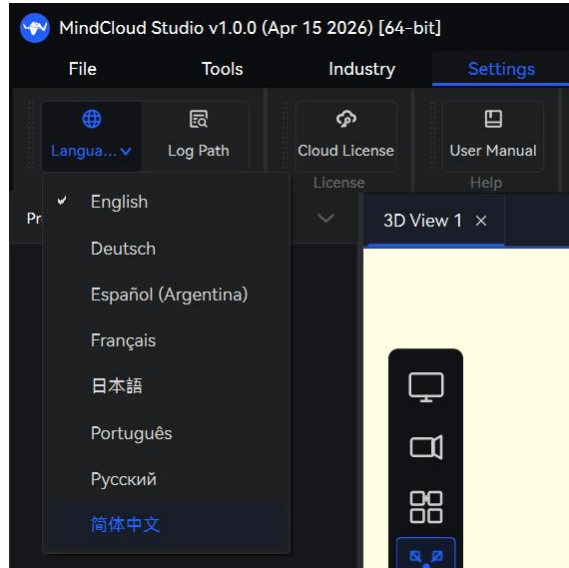 MindCloud Studio v1.0.0 (Apr 15 2026) [64-bit]
File Tools Industry Settings
Langua... Log Path Cloud License User Manual
License Help
Pr 3D View 1 ×
English
Deutsch
Español (Argentina)
Français
日本語
Português
Русский
简体中文